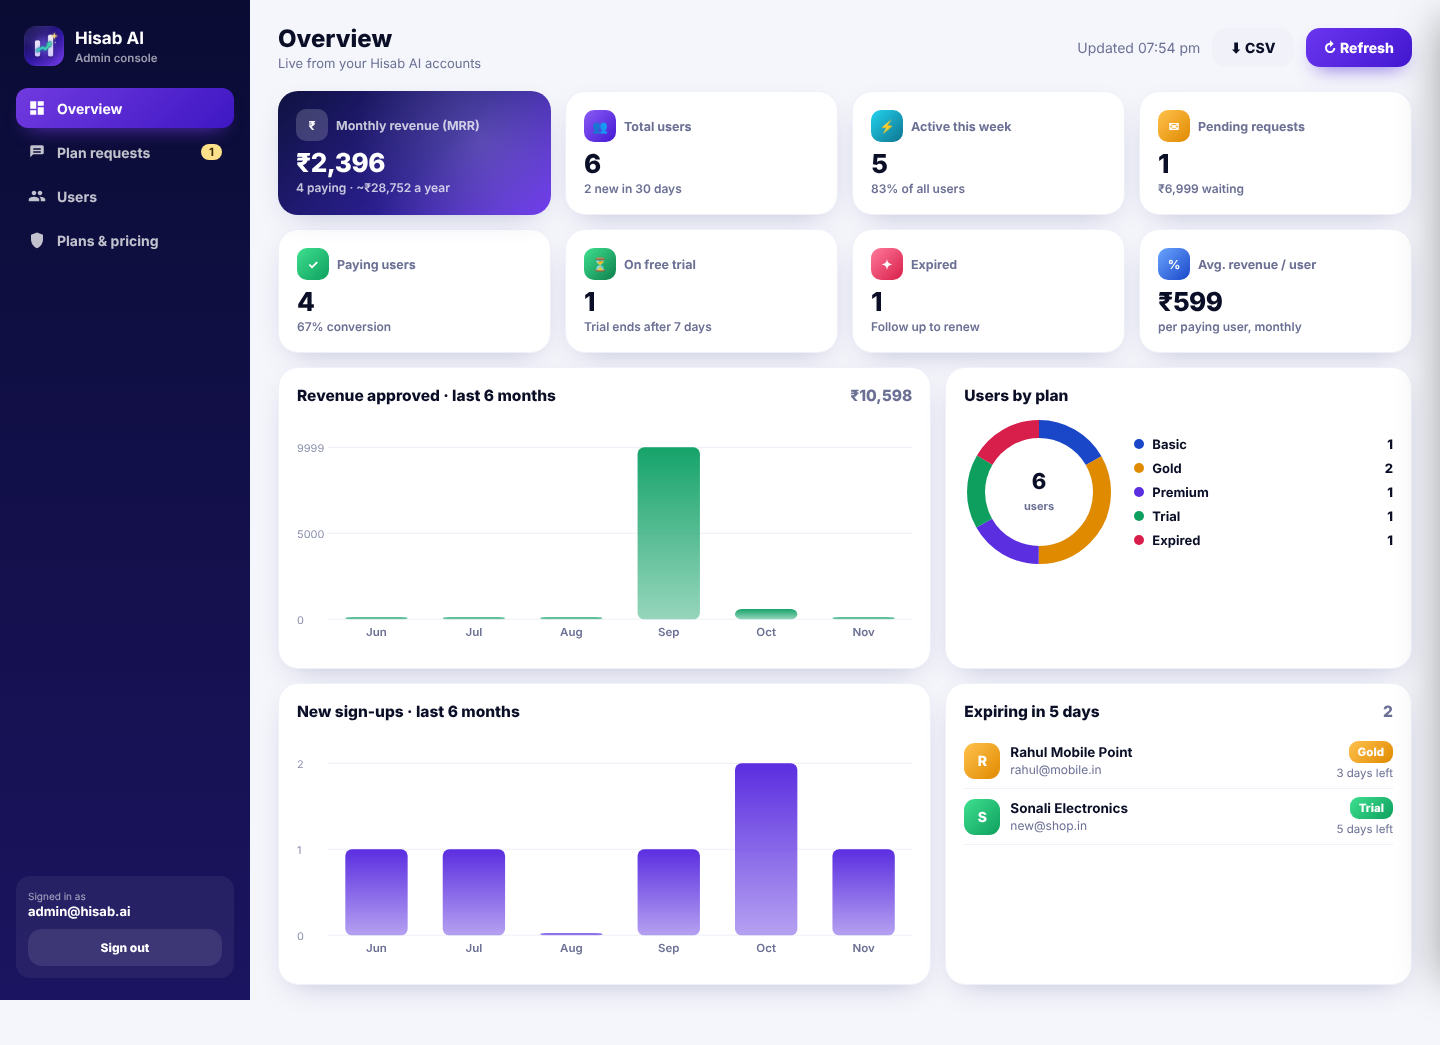 Hisab AI
Admin console
Overview
Plan requests 1
Users
Plans & pricing
Signed in as
admin@hisab.ai
Sign out
Overview
Live from your Hisab AI accounts
Updated 07:54 pm
⬇ CSV
↻ Refresh
₹ Monthly revenue (MRR)
₹2,396
4 paying · ~₹28,752 a year
Total users
6
2 new in 30 days
Active this week
5
83% of all users
Pending requests
1
₹6,999 waiting
Paying users
4
67% conversion
On free trial
1
Trial ends after 7 days
Expired
1
Follow up to renew
% Avg. revenue / user
₹599
per paying user, monthly
Revenue approved · last 6 months ₹10,598
9999
5000
0
Jun Jul Aug Sep Oct Nov
Users by plan
6
users
Basic 1
Gold 2
Premium 1
Trial 1
Expired 1
New sign-ups · last 6 months
2
1
0
Jun Jul Aug Sep Oct Nov
Expiring in 5 days 2
R Rahul Mobile Point Gold
rahul@mobile.in 3 days left
S Sonali Electronics Trial
new@shop.in 5 days left